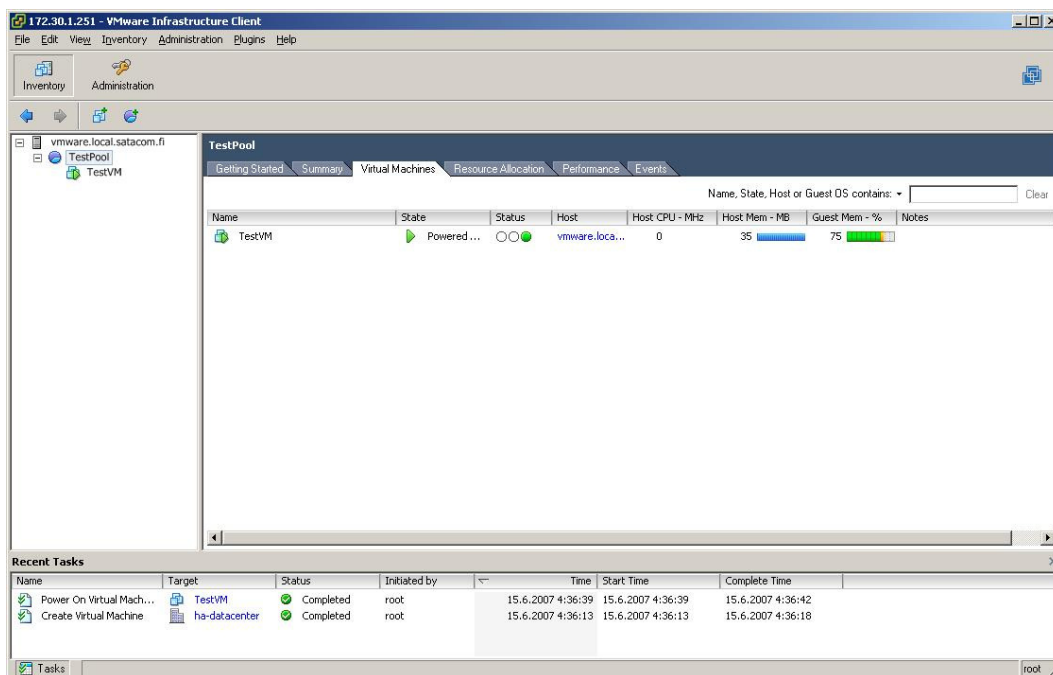 172.30.1.251 - VMware Infrastructure Client
File Edit View Inventory Administration Plugins Help
Inventory Administration
vmware.local.satacom.fi
TestPool
TestVM
TestPool
Getting Started Summary Virtual Machines Resource Allocation Performance Events
Name, State, Host or Guest OS contains: Clear
Name State Status Host Host CPU - MHz Host Mem - MB Guest Mem - % Notes
TestVM Powered ... vmware.loca... 0 35 75
Recent Tasks
Name Target Status Initiated by Time Start Time Complete Time
Power On Virtual Mach... TestVM Completed root 15.6.2007 4:36:39 15.6.2007 4:36:39 15.6.2007 4:36:42
Create Virtual Machine ha-datacenter Completed root 15.6.2007 4:36:13 15.6.2007 4:36:13 15.6.2007 4:36:18
Tasks root